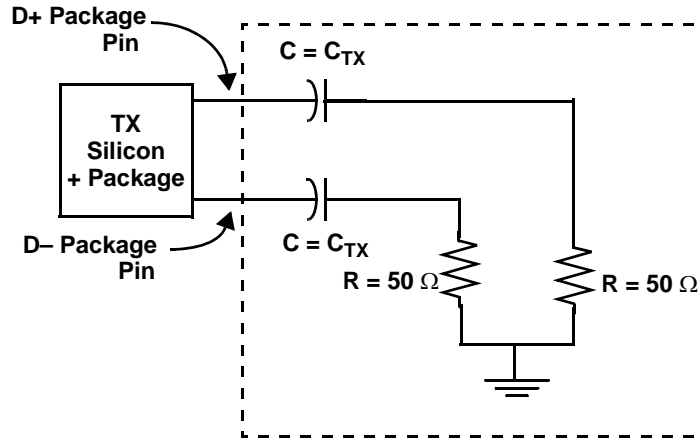 D+ Package
Pin
C = CTX
TX
Silicon
+ Package
D– Package
Pin
C = CTX
R = 50 Ω
R = 50 Ω